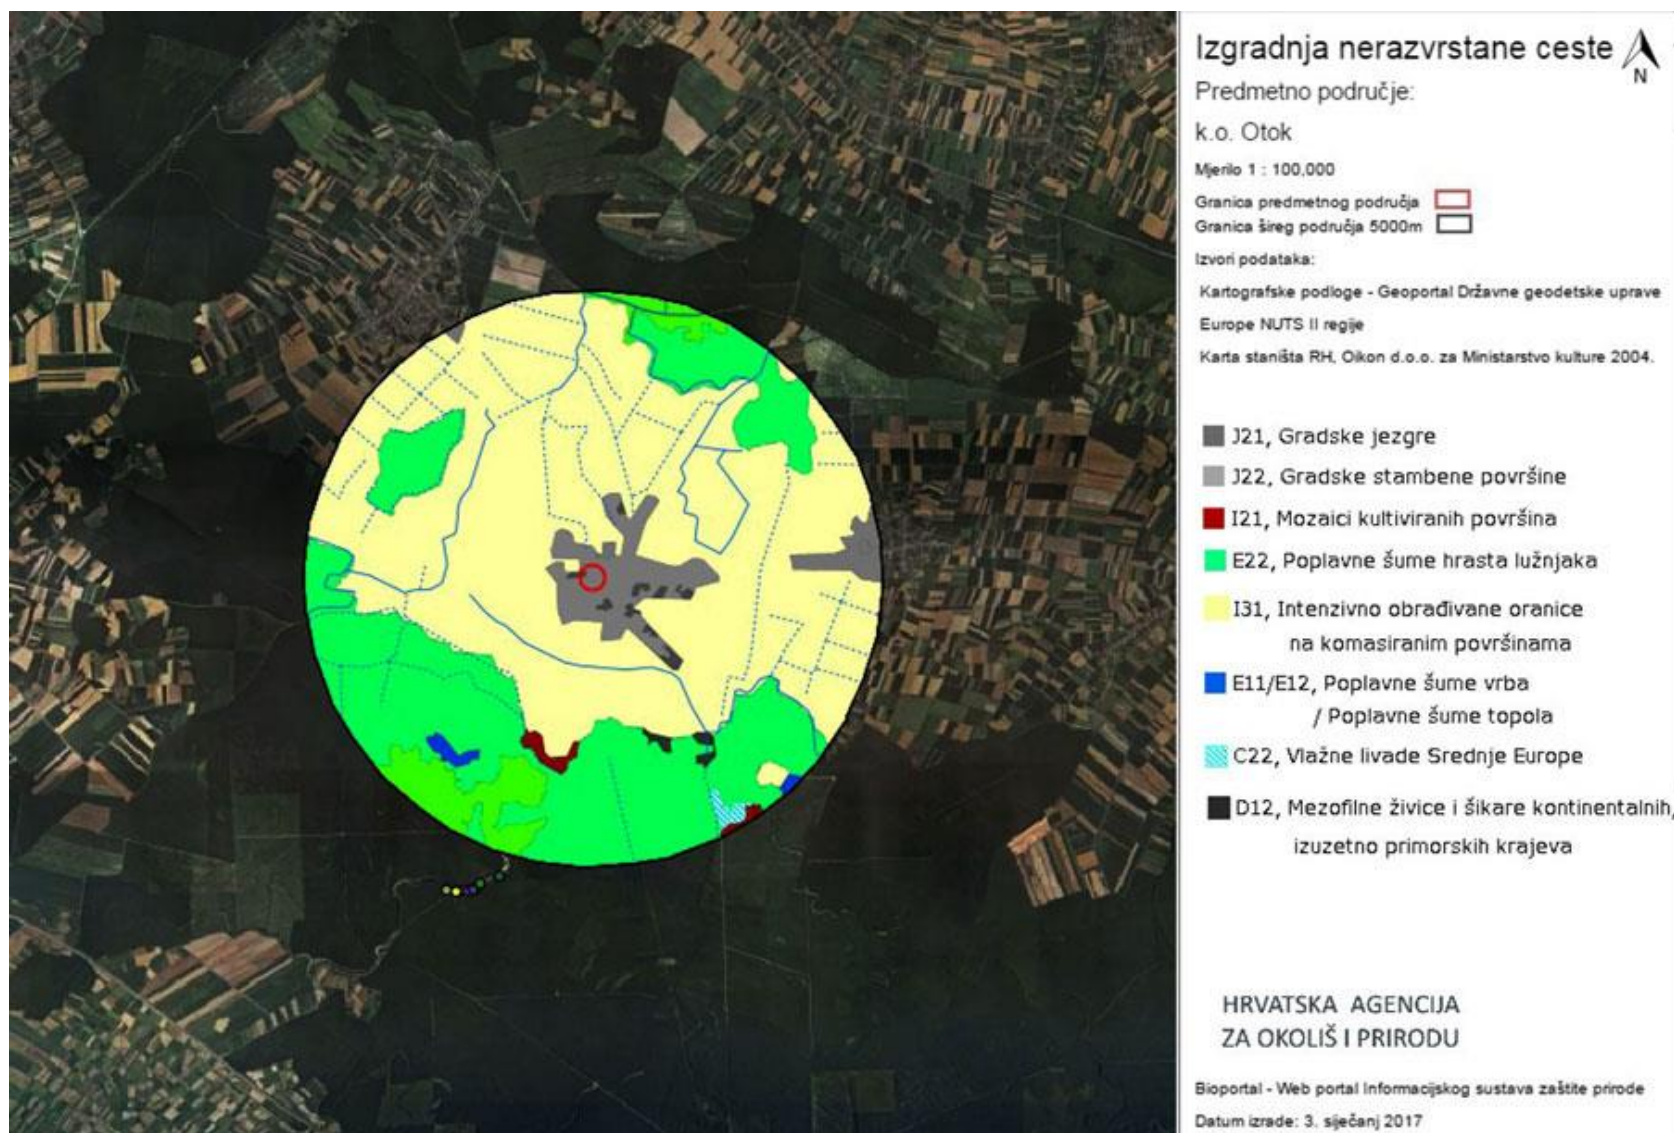 Izgradnja nerazvrstane ceste
N
Predmetno područje:
k.o. Otok
Mjerilo 1 : 100,000
Granica predmetnog područja
Granica šireg područja 5000m
Izvori podataka:
Kartografske podloge - Geoportal Državne geodetske uprave
Europe NUTS II regije
Karta staništa RH, Oikon d.o.o. za Ministarstvo kulture 2004.
J21, Gradske jezgre
J22, Gradske stambene površine
I21, Mozaici kultiviranih površina
E22, Poplavne šume hrasta lužnjaka
I31, Intenzivno obrađivane oranice
na komasiranim površinama
E11/E12, Poplavne šume vrba
/ Poplavne šume topola
C22, Vlažne livade Srednje Europe
D12, Mezofilne živice i šikare kontinentalnih,
izuzetno primorskih krajeva
HRVATSKA AGENCIJA
ZA OKOLIŠ I PRIRODU
Bioportal - Web portal Informacijskog sustava zaštite prirode
Datum izrade: 3. siječanj 2017